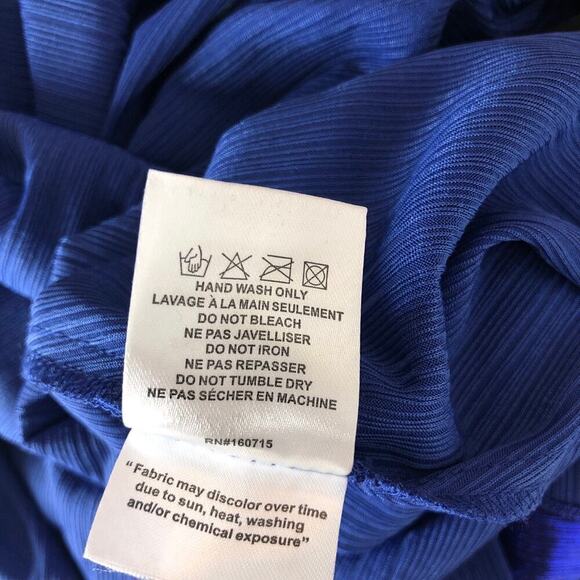 HAND WASH ONLY
LAVAGE À LA MAIN SEULEMENT
DO NOT BLEACH
NE PAS JAVELLISER
DO NOT IRON
NE PAS REPASSER
DO NOT TUMBLE DRY
NE PAS SÉCHER EN MACHINE
RN#160715
"Fabric may discolor over time
due to sun, heat, washing
and/or chemical exposure"